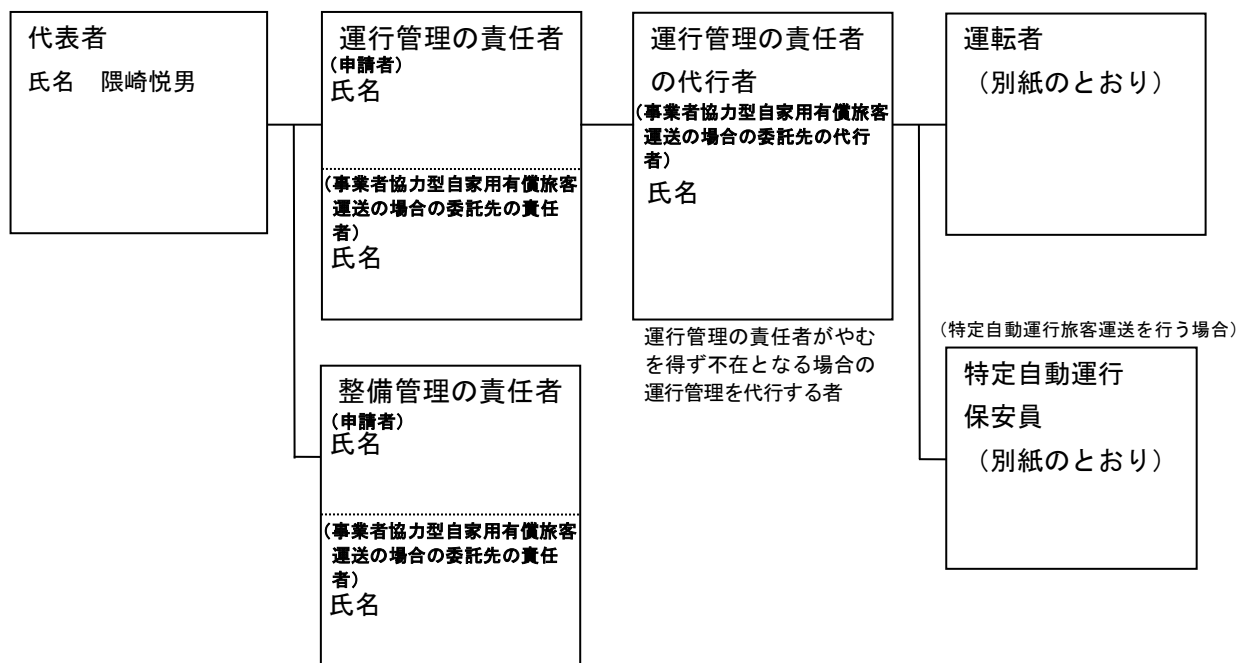 代表者
氏名　隈崎悦男
運行管理の責任者
(申請者)
氏名
(事業者協力型自家用有償旅客
運送の場合の委託先の責任
者)
氏名
運行管理の責任者
の代行者
(事業者協力型自家用有償旅客
運送の場合の委託先の代行
者)
氏名
運行管理の責任者がやむ
を得ず不在となる場合の
運行管理を代行する者
運転者
（別紙のとおり）
(特定自動運行旅客運送を行う場合)
特定自動運行
保安員
（別紙のとおり）
整備管理の責任者
(申請者)
氏名
(事業者協力型自家用有償旅客
運送の場合の委託先の責任
者)
氏名